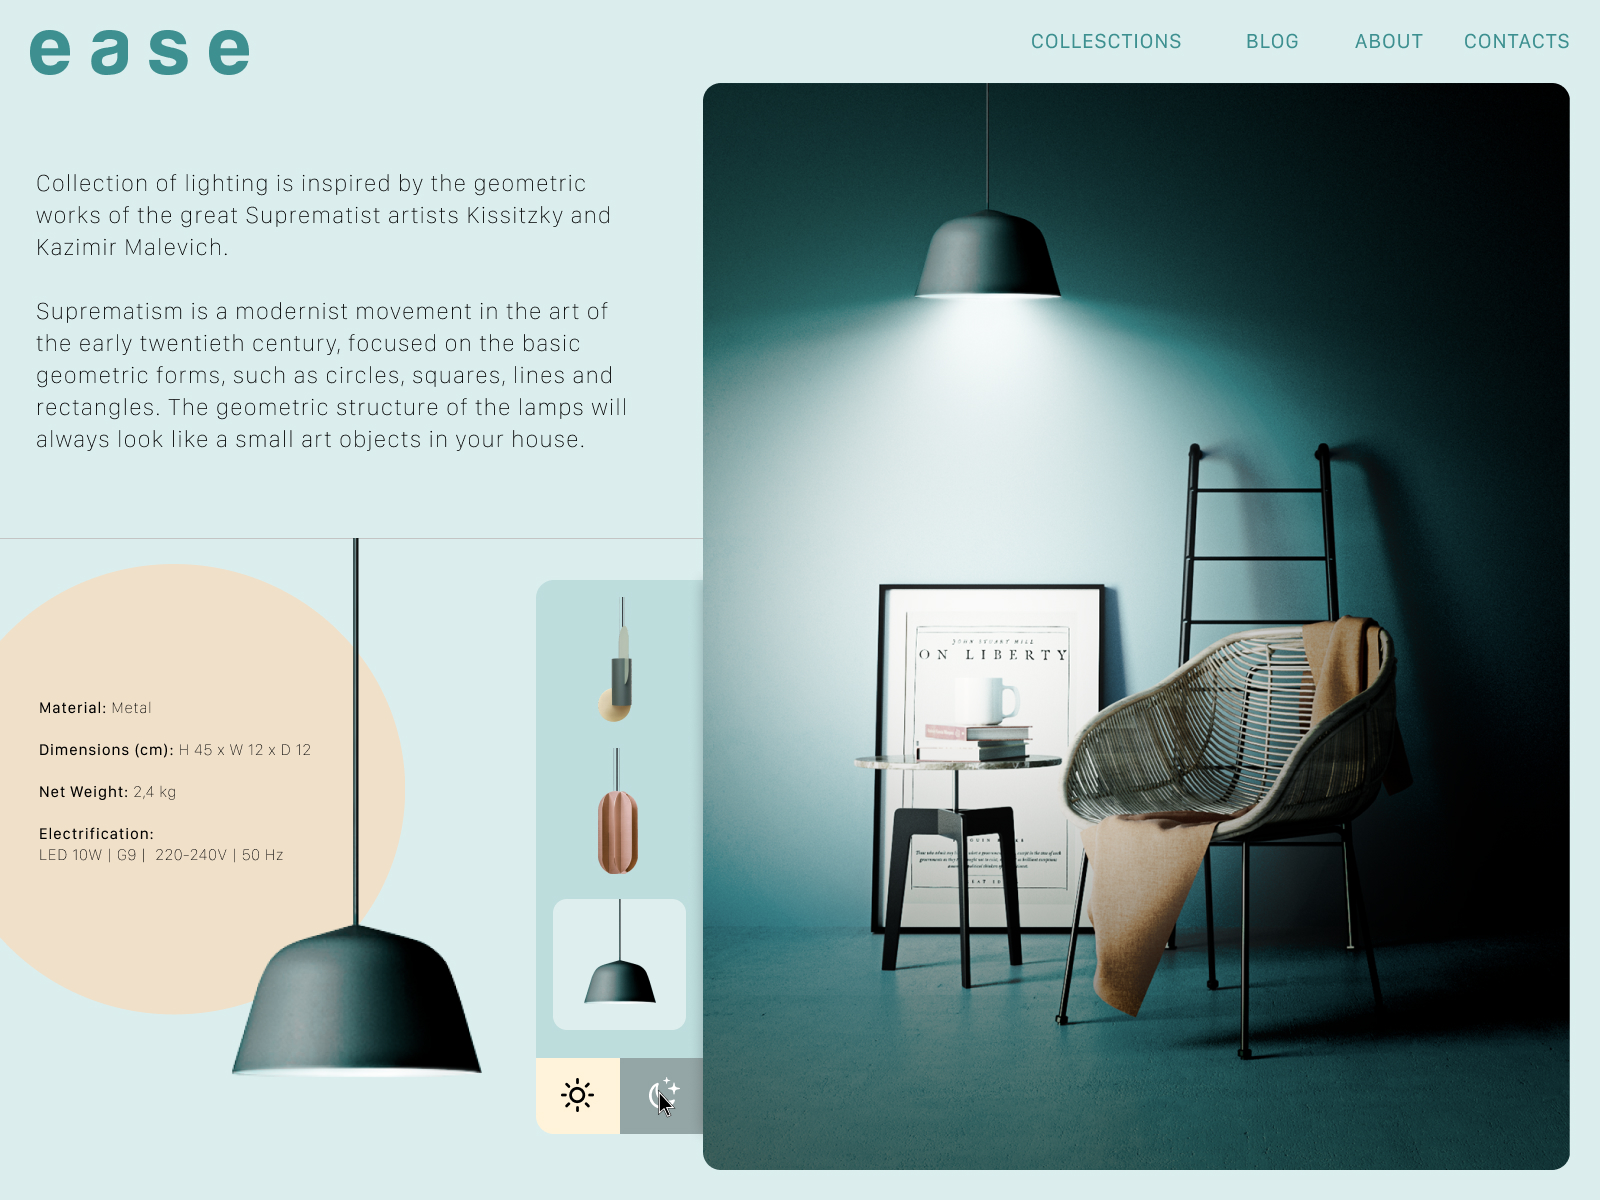 ease
COLLESCTIONS BLOG ABOUT CONTACTS
Collection of lighting is inspired by the geometric
works of the great Suprematist artists Kissitzky and
Kazimir Malevich.
Suprematism is a modernist movement in the art of
the early twentieth century, focused on the basic
geometric forms, such as circles, squares, lines and
rectangles. The geometric structure of the lamps will
always look like a small art objects in your house.
Material: Metal
Dimensions (cm): H 45 x W 12 x D 12
Net Weight: 2,4 kg
Electrification:
LED 10W | G9 | 220-240V | 50 Hz
JOHN STUART MILL
ON LIBERTY